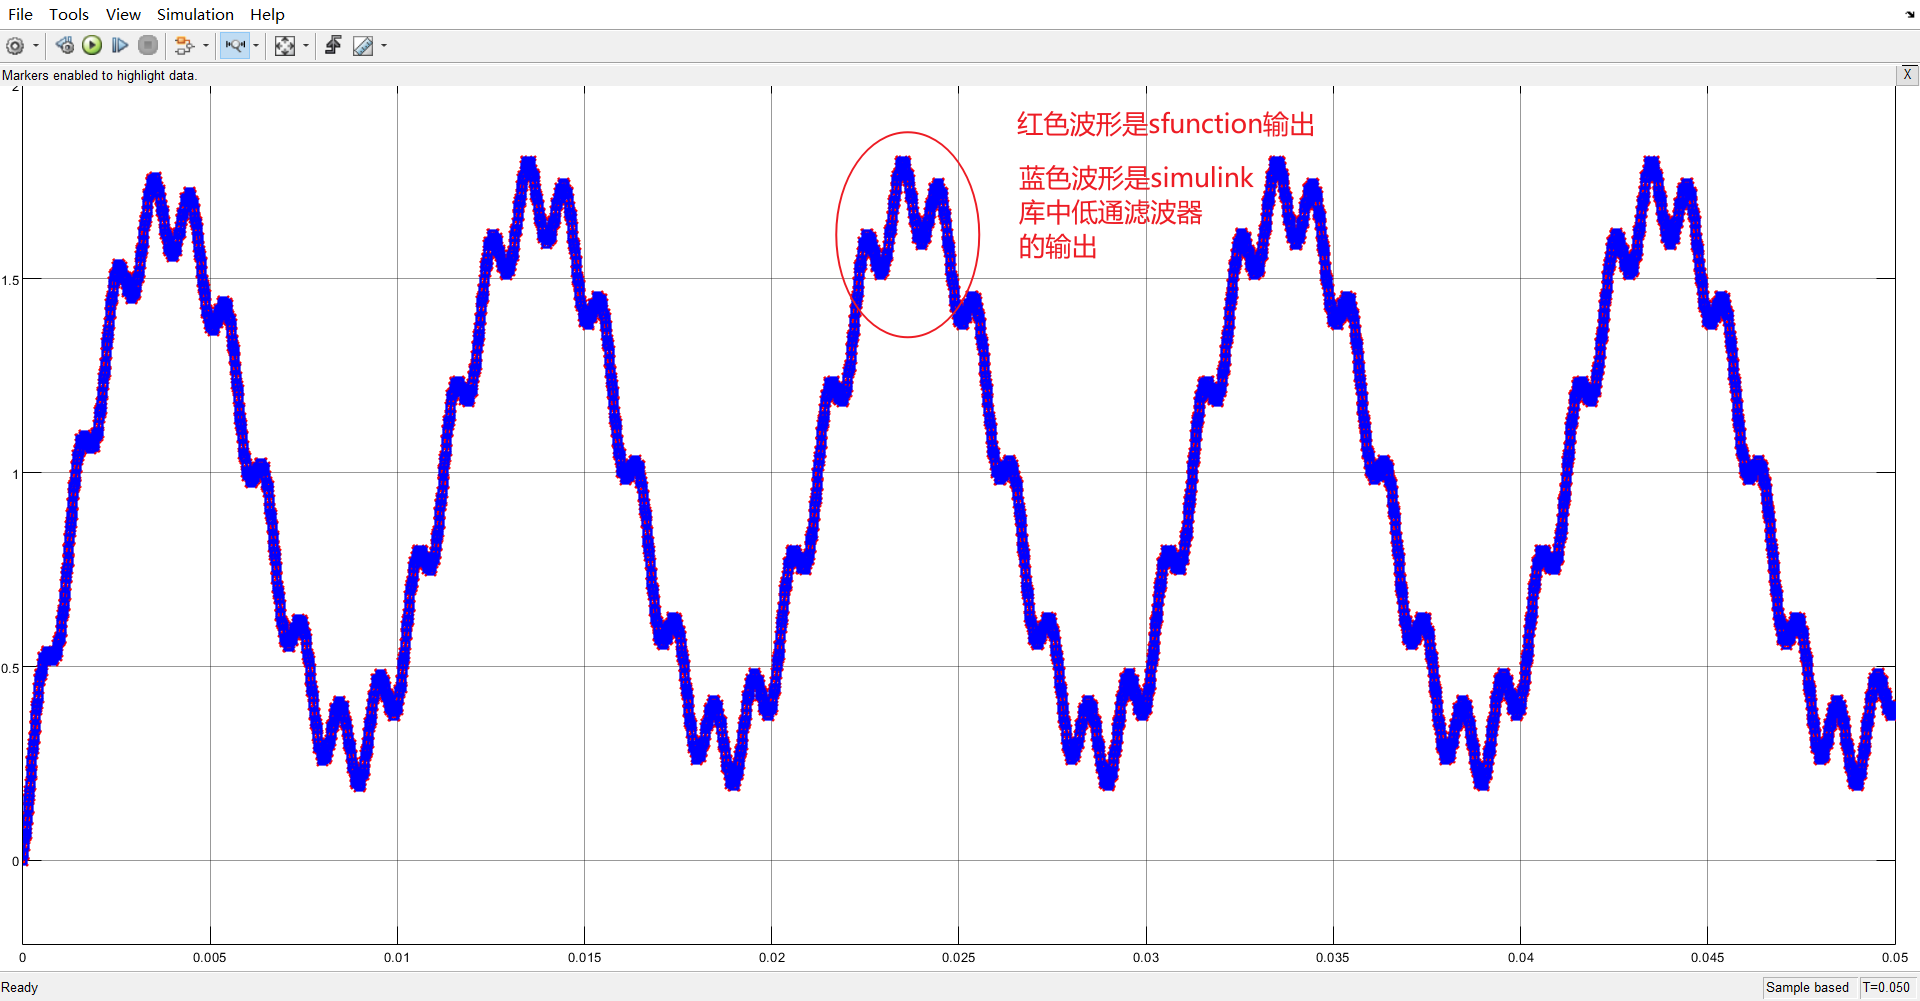 File Tools View Simulation Help
Markers enabled to highlight data.
X
2
1.5
1
0.5
0
红色波形是sfunction输出
蓝色波形是simulink
库中低通滤波器
的输出
0 0.005 0.01 0.015 0.02 0.025 0.03 0.035 0.04 0.045 0.05
Ready
Sample based T=0.050